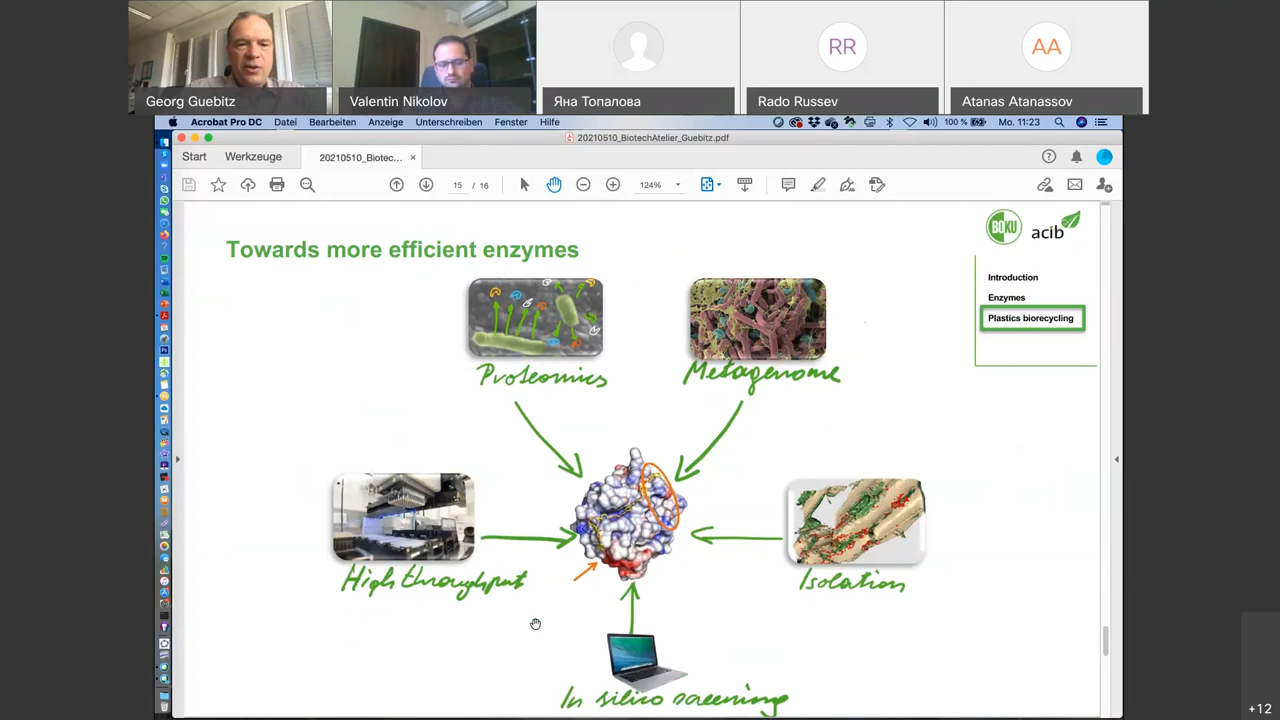 RR
AA
Georg Guebitz
Valentin Nikolov
Яна Топалова
Rado Russev
Atanas Atanassov
Acrobat Pro DC Datei Bearbeiten Anzeige Unterschreiben Fenster Hilfe
100 % Mo. 11:23
20210510_BiotechAtelier_Guebitz.pdf
Start Werkzeuge 20210510_Biotec... ×
15 / 16 124%
BOKU acib
Towards more efficient enzymes
Introduction
Enzymes
Plastics biorecycling
Proteomics
Metagenome
High throughput
Isolation
In silico screening
+12